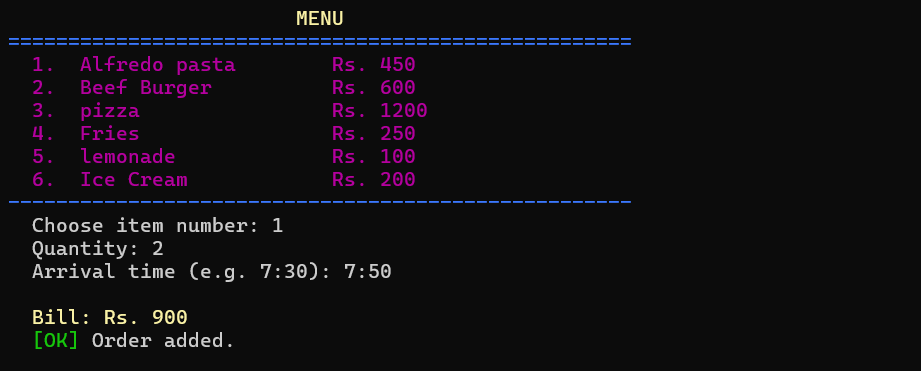 MENU
====================================================
1. Alfredo pasta Rs. 450
2. Beef Burger Rs. 600
3. pizza Rs. 1200
4. Fries Rs. 250
5. lemonade Rs. 100
6. Ice Cream Rs. 200
----------------------------------------------------
Choose item number: 1
Quantity: 2
Arrival time (e.g. 7:30): 7:50
Bill: Rs. 900
[OK] Order added.